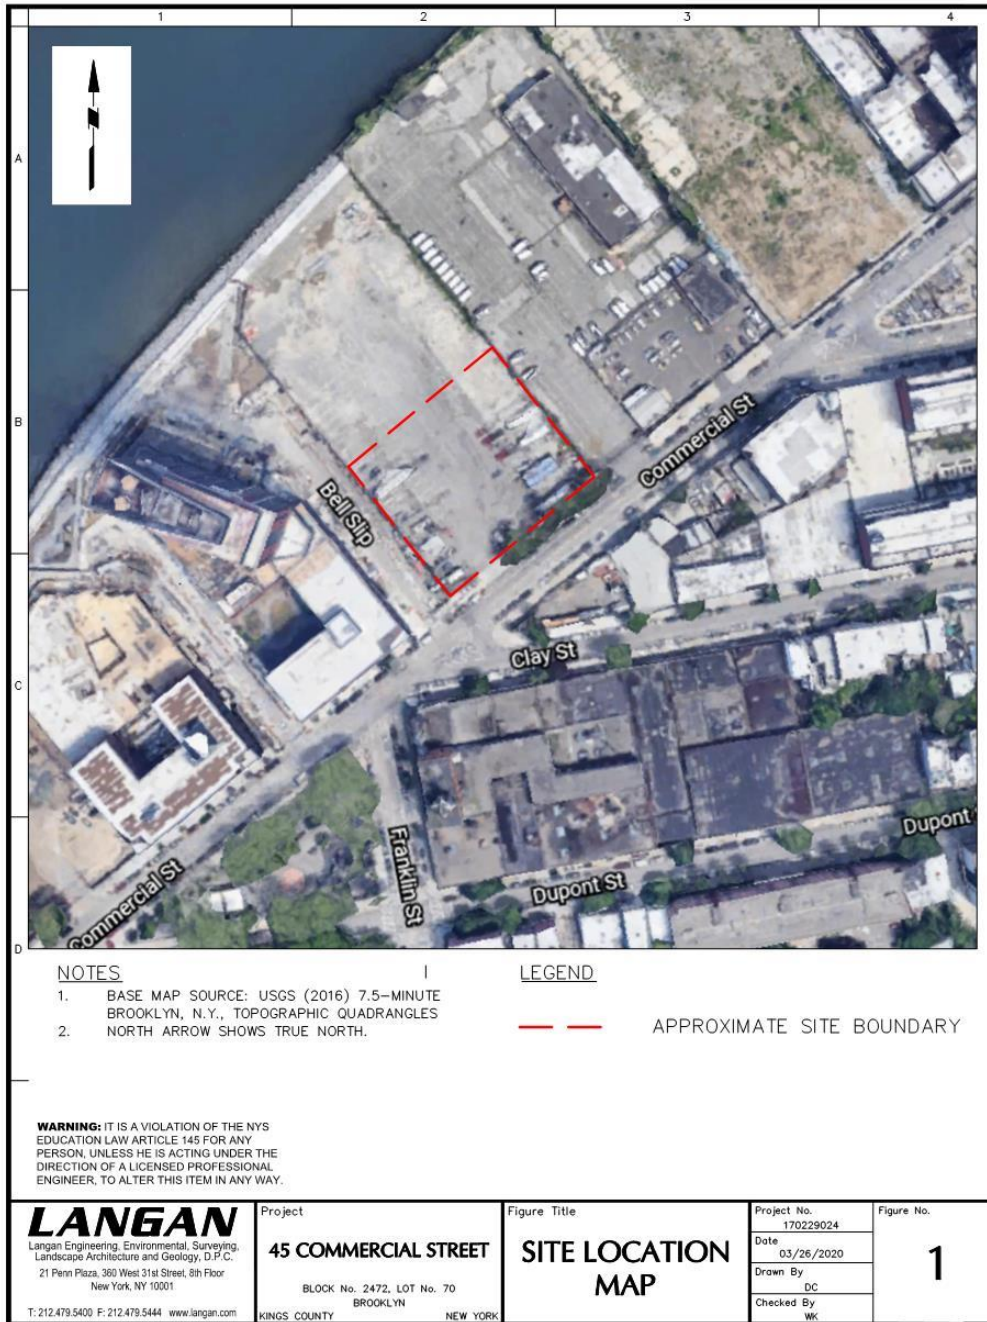 1 2 3 4
A
B
C
D
N
Commercial St
Bell Slip
Clay St
Franklin St
Dupont
Dupont St
Commercial St
NOTES
1. BASE MAP SOURCE: USGS (2016) 7.5-MINUTE
BROOKLYN, N.Y., TOPOGRAPHIC QUADRANGLES
2. NORTH ARROW SHOWS TRUE NORTH.
LEGEND
APPROXIMATE SITE BOUNDARY
WARNING: IT IS A VIOLATION OF THE NYS
EDUCATION LAW ARTICLE 145 FOR ANY
PERSON, UNLESS HE IS ACTING UNDER THE
DIRECTION OF A LICENSED PROFESSIONAL
ENGINEER, TO ALTER THIS ITEM IN ANY WAY.
LANGAN
Langan Engineering, Environmental, Surveying,
Landscape Architecture and Geology, D.P.C.
21 Penn Plaza, 360 West 31st Street, 8th Floor
New York, NY 10001
T: 212.479.5400 F: 212.479.5444 www.langan.com
Project
45 COMMERCIAL STREET
BLOCK No. 2472, LOT No. 70
BROOKLYN
KINGS COUNTY NEW YORK
Figure Title
SITE LOCATION
MAP
Project No.
170229024
Date
03/26/2020
Drawn By
DC
Checked By
WK
Figure No.
1